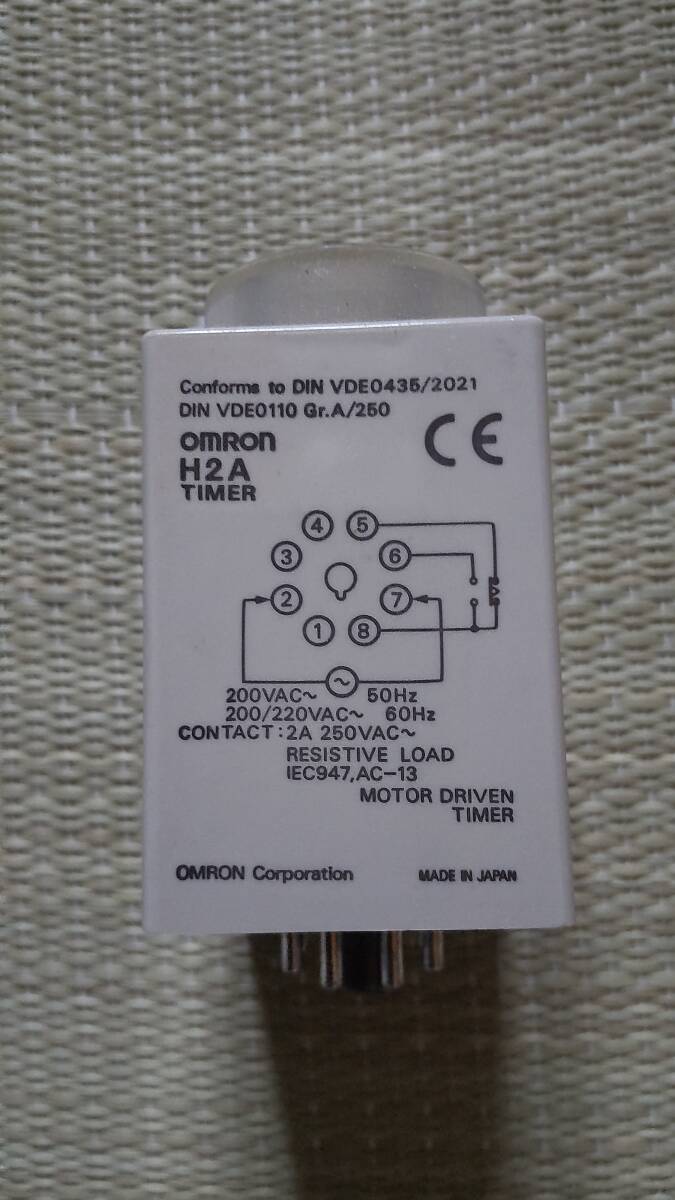 Conforms to DIN VDE0435/2021
DIN VDE0110 Gr.A/250
OMRON
CE
H2A
TIMER
4 5
3 6
2 7
1 8
200VAC~ 50Hz
200/220VAC~ 60Hz
CONTACT:2A 250VAC~
RESISTIVE LOAD
IEC947,AC-13
MOTOR DRIVEN
TIMER
OMRON Corporation MADE IN JAPAN